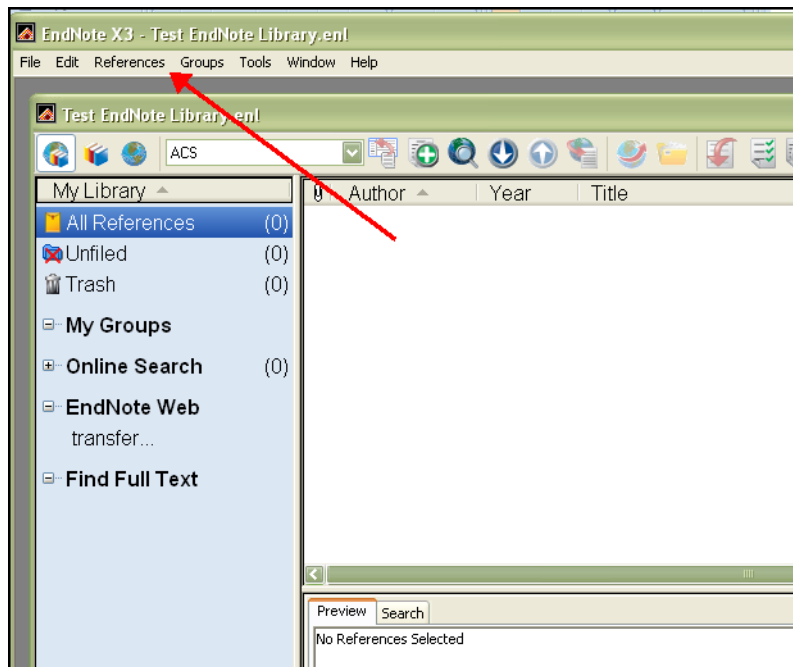 EndNote X3 - Test EndNote Library.enl
File Edit References Groups Tools Window Help
Test EndNote Library.enl
ACS
My Library
Author Year Title
All References (0)
Unfiled (0)
Trash (0)
My Groups
Online Search (0)
EndNote Web
transfer...
Find Full Text
Preview Search
No References Selected